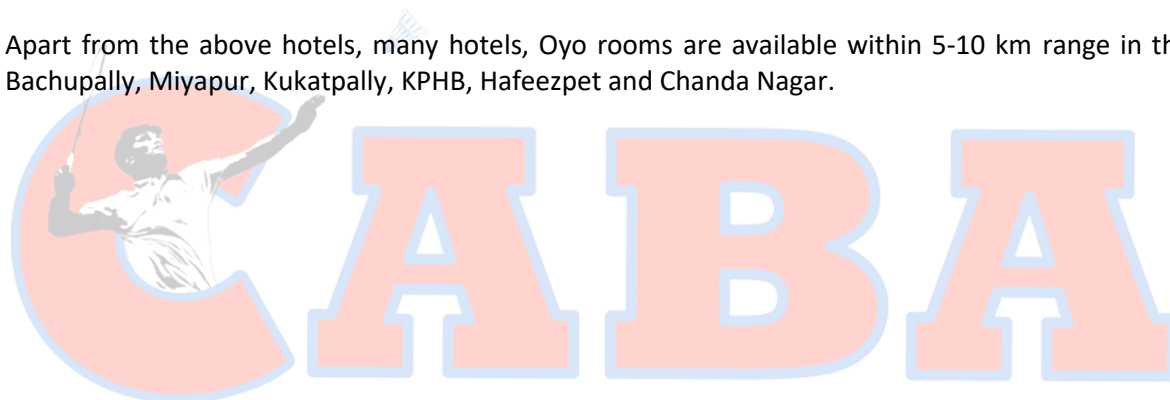 Apart from the above hotels, many hotels, Oyo rooms are available within 5-10 km range in th
Bachupally, Miyapur, Kukatpally, KPHB, Hafeezpet and Chanda Nagar.
CABA